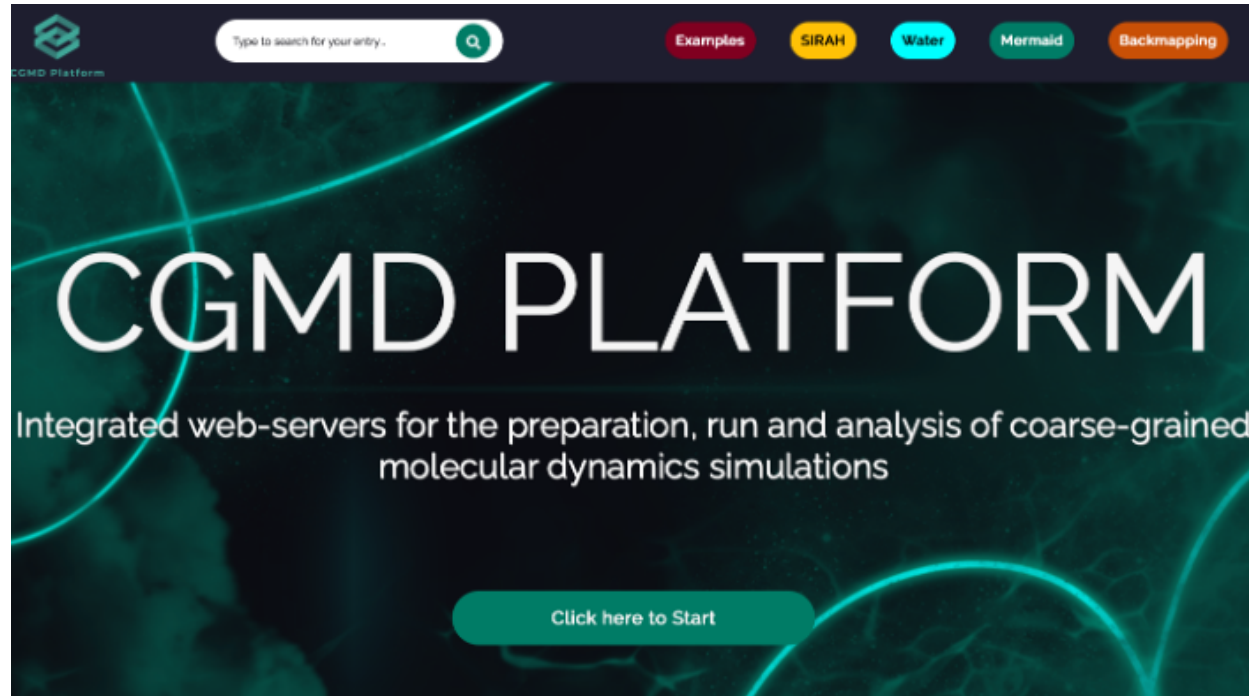 Type to search for your entry..
Examples
SIRAH
Water
Mermaid
Backmapping
CGMD Platform
CGMD PLATFORM
Integrated web-servers for the preparation, run and analysis of coarse-grained
molecular dynamics simulations
Click here to Start